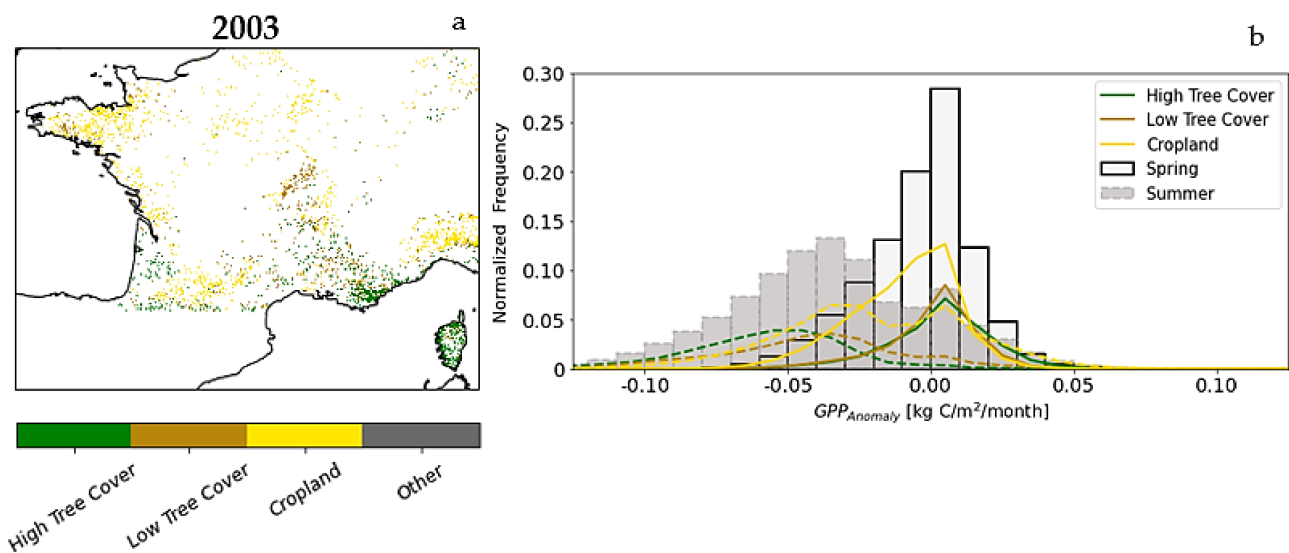 2003
a
High Tree Cover
Low Tree Cover
Cropland
Other
b
Normalized Frequency
0.30
0.25
0.20
0.15
0.10
0.05
0
High Tree Cover
Low Tree Cover
Cropland
Spring
Summer
-0.10
-0.05
0.00
0.05
0.10
GPP_Anomaly [kg C/m²/month]